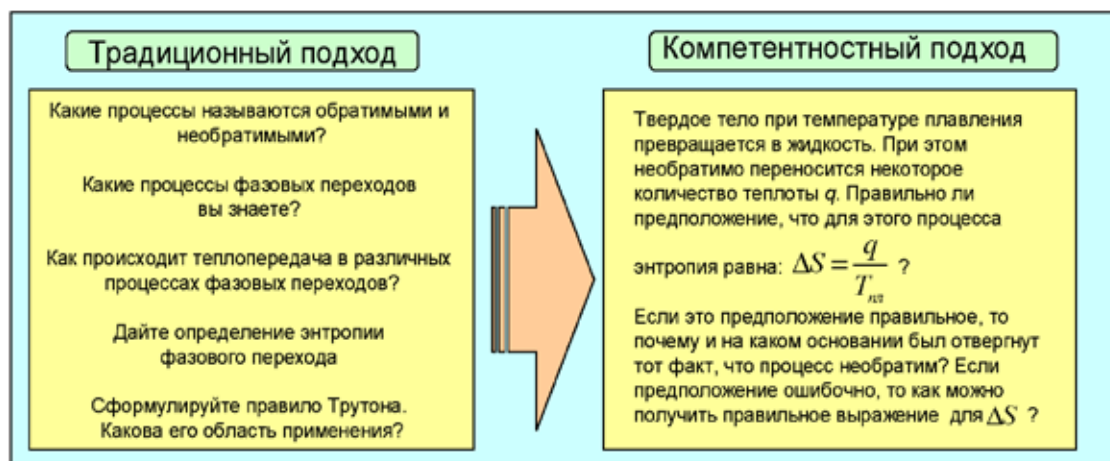 Традиционный подход
Какие процессы называются обратимыми и
необратимыми?
Какие процессы фазовых переходов
вы знаете?
Как происходит теплопередача в различных
процессах фазовых переходов?
Дайте определение энтропии
фазового перехода
Сформулируйте правило Трутона.
Какова его область применения?
Компетентностный подход
Твердое тело при температуре плавления
превращается в жидкость. При этом
необратимо переносится некоторое
количество теплоты q. Правильно ли
предположение, что для этого процесса
энтропия равна: ΔS = q / Tпл ?
Если это предположение правильное, то
почему и на каком основании был отвергнут
тот факт, что процесс необратим? Если
предположение ошибочно, то как можно
получить правильное выражение для ΔS ?